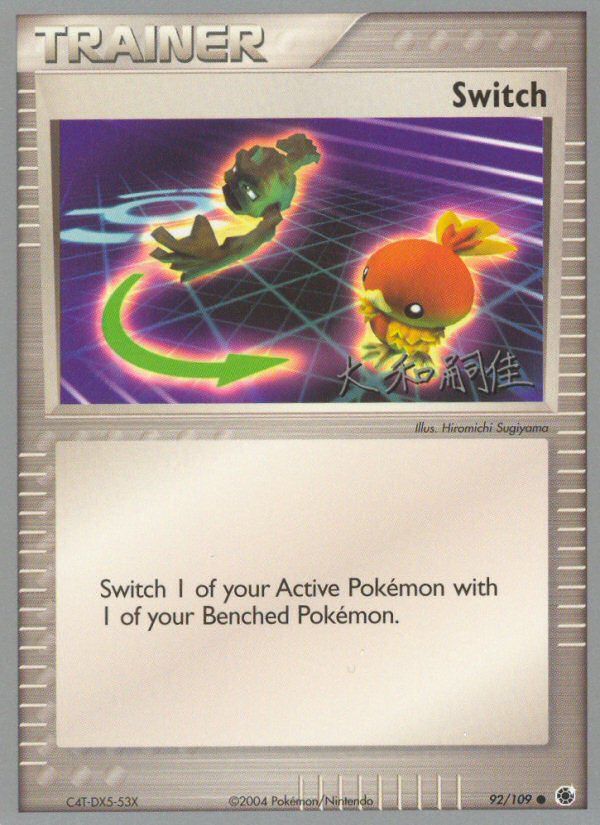 TRAINER
Switch
大和嗣佳
Illus. Hiromichi Sugiyama
Switch 1 of your Active Pokémon with
1 of your Benched Pokémon.
C4T-DX5-53X
©2004 Pokémon/Nintendo
92/109